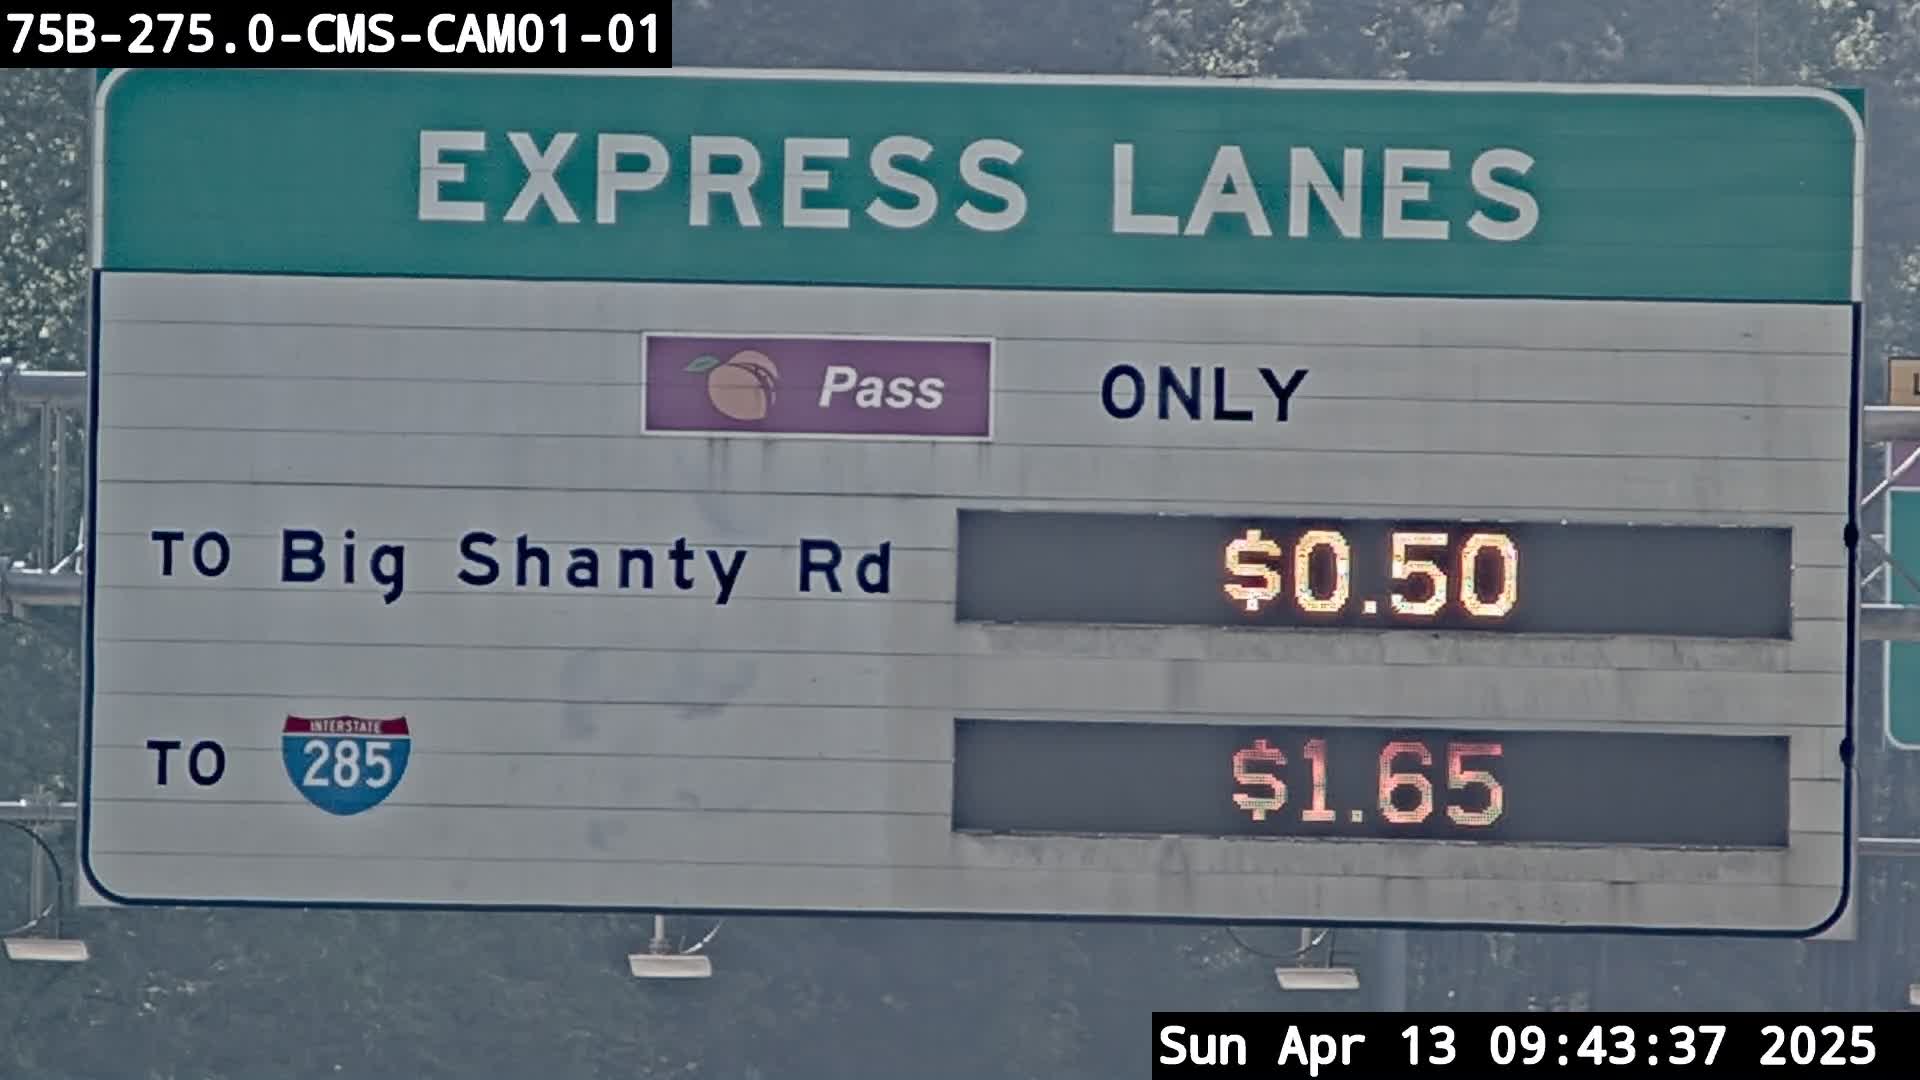 75B-275.0-CMS-CAM01-01
EXPRESS LANES
Pass ONLY
TO Big Shanty Rd $0.50
TO INTERSTATE 285 $1.65
Sun Apr 13 09:43:37 2025